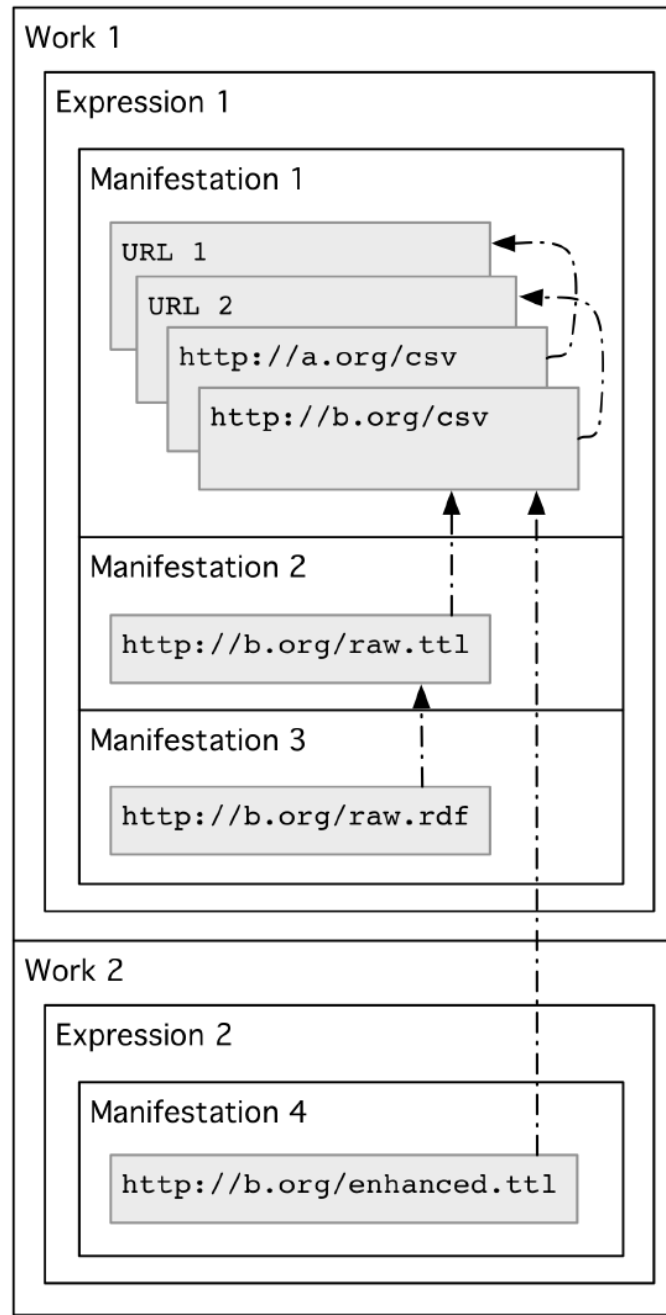 Work 1
Expression 1
Manifestation 1
URL 1
URL 2
http://a.org/csv
http://b.org/csv
Manifestation 2
http://b.org/raw.ttl
Manifestation 3
http://b.org/raw.rdf
Work 2
Expression 2
Manifestation 4
http://b.org/enhanced.ttl